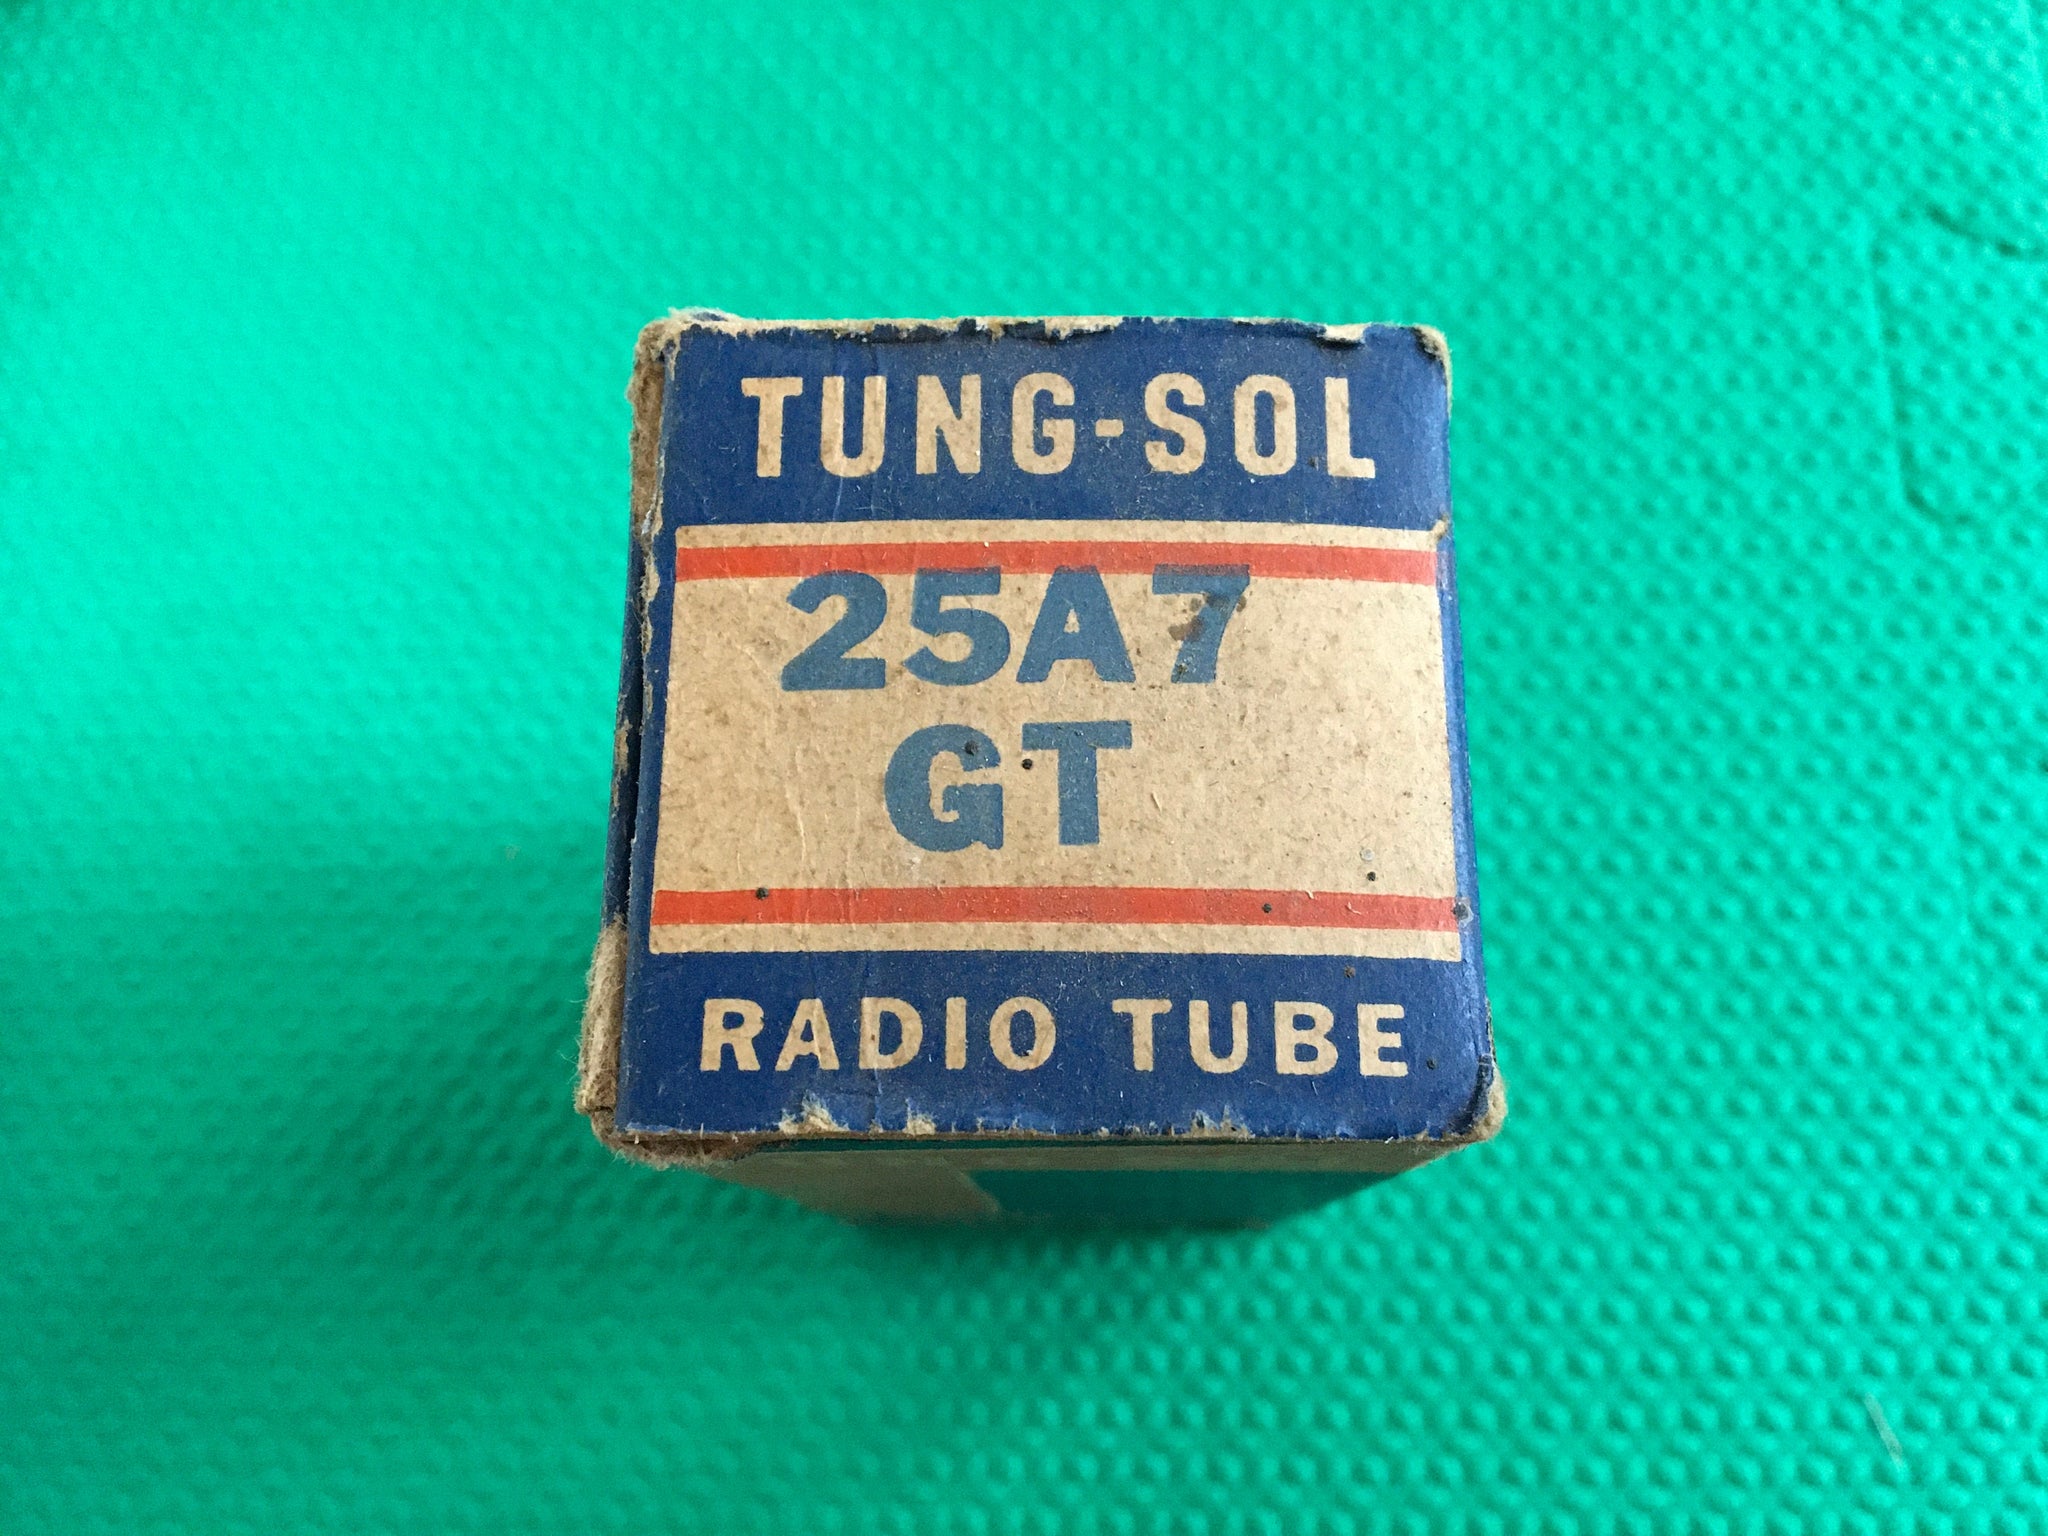 TUNG-SOL
25A7
GT
RADIO TUBE